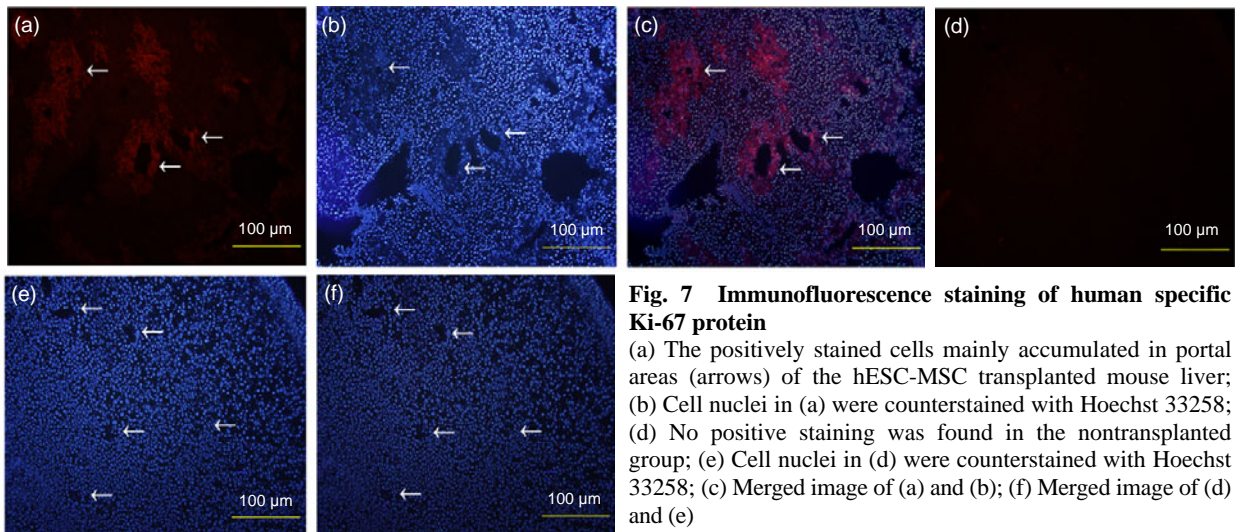 (a)
(b)
(c)
(d)
100 µm
100 µm
100 µm
100 µm
(e)
(f)
Fig. 7 Immunofluorescence staining of human specific
Ki-67 protein
(a) The positively stained cells mainly accumulated in portal
areas (arrows) of the hESC-MSC transplanted mouse liver;
(b) Cell nuclei in (a) were counterstained with Hoechst 33258;
(d) No positive staining was found in the nontransplanted
group; (e) Cell nuclei in (d) were counterstained with Hoechst
33258; (c) Merged image of (a) and (b); (f) Merged image of (d)
and (e)
100 µm
100 µm